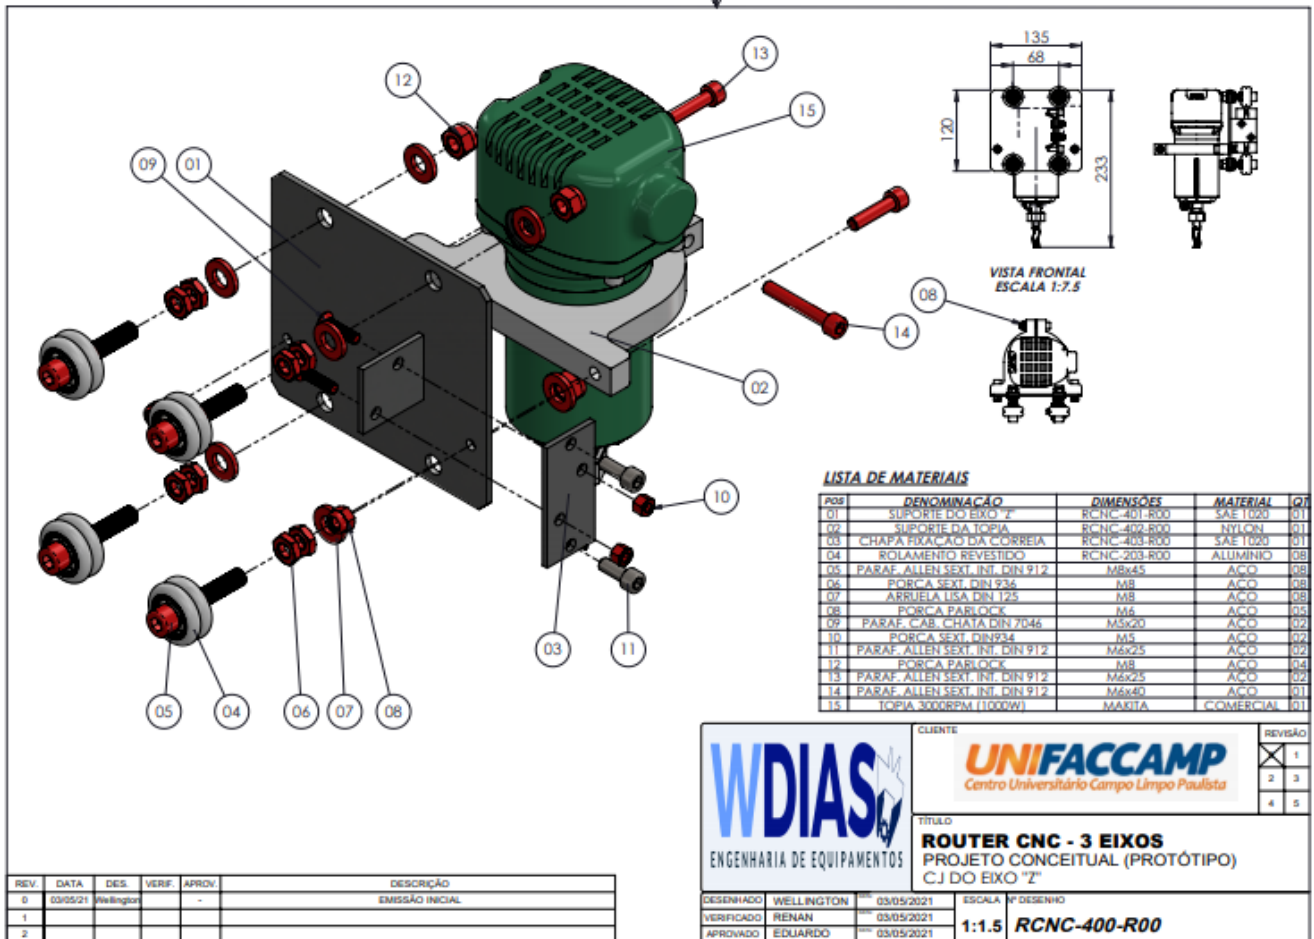 13
12
15
09
01
135
68
120
233
VISTA FRONTAL
ESCALA 1:7.5
08
14
02
10
03
11
05
04
06
07
08
LISTA DE MATERIAIS
POS DENOMINAÇÃO DIMENSÕES MATERIAL QT
01 SUPORTE DO EIXO "Z" RCNC-401-R00 SAE 1020 01
02 SUPORTE DA TOPIA RCNC-402-R00 NYLON 01
03 CHAPA FIXAÇÃO DA CORREIA RCNC-403-R00 SAE 1020 01
04 ROLAMENTO REVESTIDO RCNC-203-R00 ALUMINIO 08
05 PARAF. ALLEN SEXT. INT. DIN 912 M8x45 AÇO 08
06 PORCA SEXT. DIN 936 M8 AÇO 08
07 ARRUELA LISA DIN 125 M8 AÇO 08
08 PORCA PARLOCK M6 AÇO 05
09 PARAF. CAB. CHATA DIN 7046 M5x20 AÇO 02
10 PORCA SEXT. DIN934 M5 AÇO 02
11 PARAF. ALLEN SEXT. INT. DIN 912 M6x25 AÇO 02
12 PORCA PARLOCK M8 AÇO 04
13 PARAF. ALLEN SEXT. INT. DIN 912 M6x25 AÇO 02
14 PARAF. ALLEN SEXT. INT. DIN 912 M6x40 AÇO 01
15 TOPIA 3000RPM (1000W) MAKITA COMERCIAL 01
WDIAS
ENGENHARIA DE EQUIPAMENTOS
CLIENTE
UNIFACCAMP
Centro Universitário Campo Limpo Paulista
REVISÃO
1
2 3
4 5
TÍTULO
ROUTER CNC - 3 EIXOS
PROJETO CONCEITUAL (PROTÓTIPO)
CJ DO EIXO "Z"
DESENHADO WELLINGTON 03/05/2021
VERIFICADO RENAN 03/05/2021
APROVADO EDUARDO 03/05/2021
ESCALA
1:1.5
Nº DESENHO
RCNC-400-R00
REV. DATA DES. VERIF. APROV. DESCRIÇÃO
0 03/05/21 Wellington - EMISSÃO INICIAL
1
2